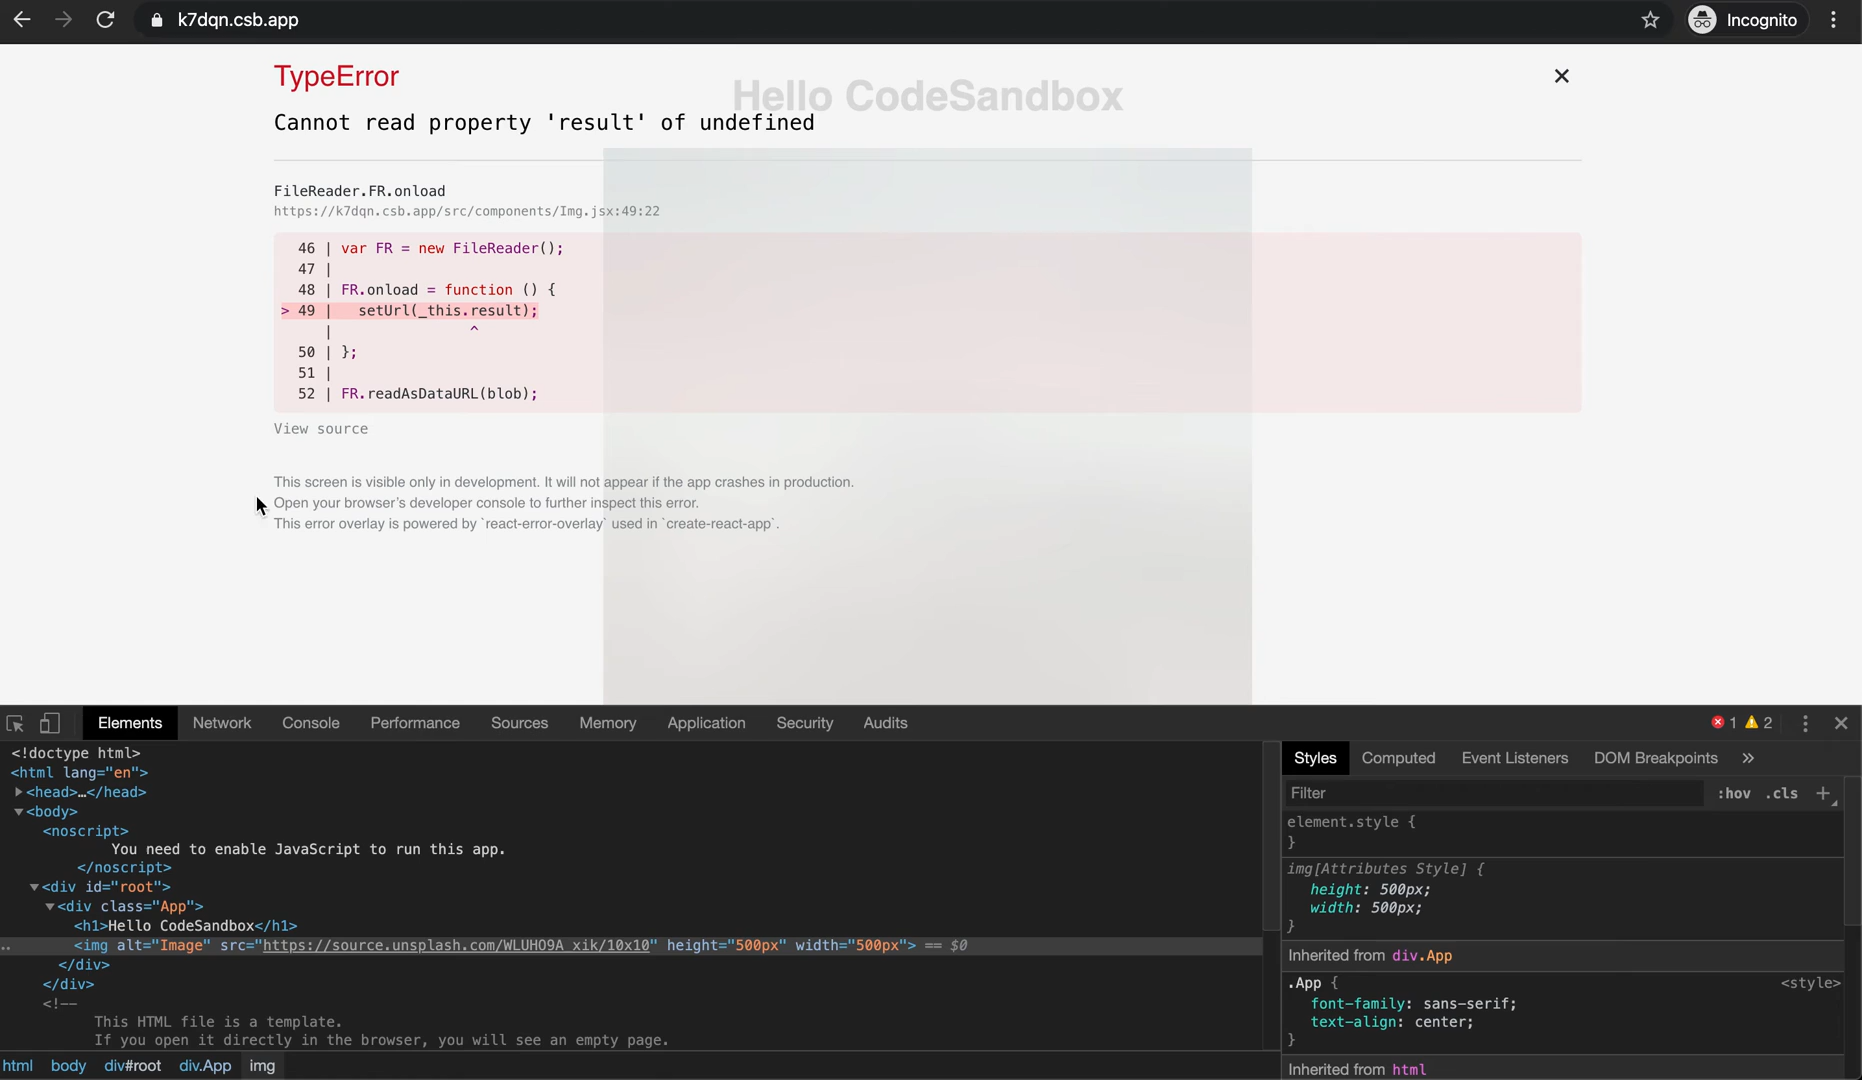 k7dqn.csb.app
Incognito
TypeError
Hello CodeSandbox
Cannot read property 'result' of undefined
FileReader.FR.onload
https://k7dqn.csb.app/src/components/Img.jsx:49:22
46 | var FR = new FileReader();
47 |
48 | FR.onload = function () {
> 49 | setUrl(_this.result);
| ^
50 | };
51 |
52 | FR.readAsDataURL(blob);
View source
This screen is visible only in development. It will not appear if the app crashes in production.
Open your browser’s developer console to further inspect this error.
This error overlay is powered by `react-error-overlay` used in `create-react-app`.
Elements Network Console Performance Sources Memory Application Security Audits 1 2
<!doctype html>
<html lang="en">
<head>…</head>
<body>
<noscript>
You need to enable JavaScript to run this app.
</noscript>
<div id="root">
<div class="App">
<h1>Hello CodeSandbox</h1>
<img alt="Image" src="https://source.unsplash.com/WLUHO9A_xik/10x10" height="500px" width="500px"> == $0
</div>
</div>
<!--
This HTML file is a template.
If you open it directly in the browser, you will see an empty page.
html body div#root div.App img
Styles Computed Event Listeners DOM Breakpoints »
Filter :hov .cls +
element.style {
}
img[Attributes Style] {
height: 500px;
width: 500px;
}
Inherited from div.App
.App { <style>
font-family: sans-serif;
text-align: center;
}
Inherited from html